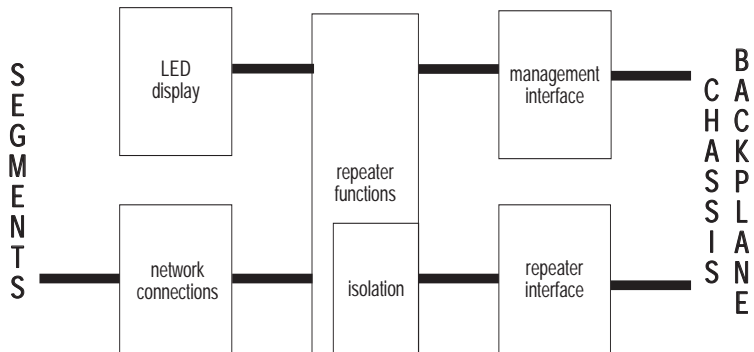 SEGMENTS
LED
display
network
connections
repeater
functions
isolation
management
interface
repeater
interface
CHASSIS
BACKPLANE